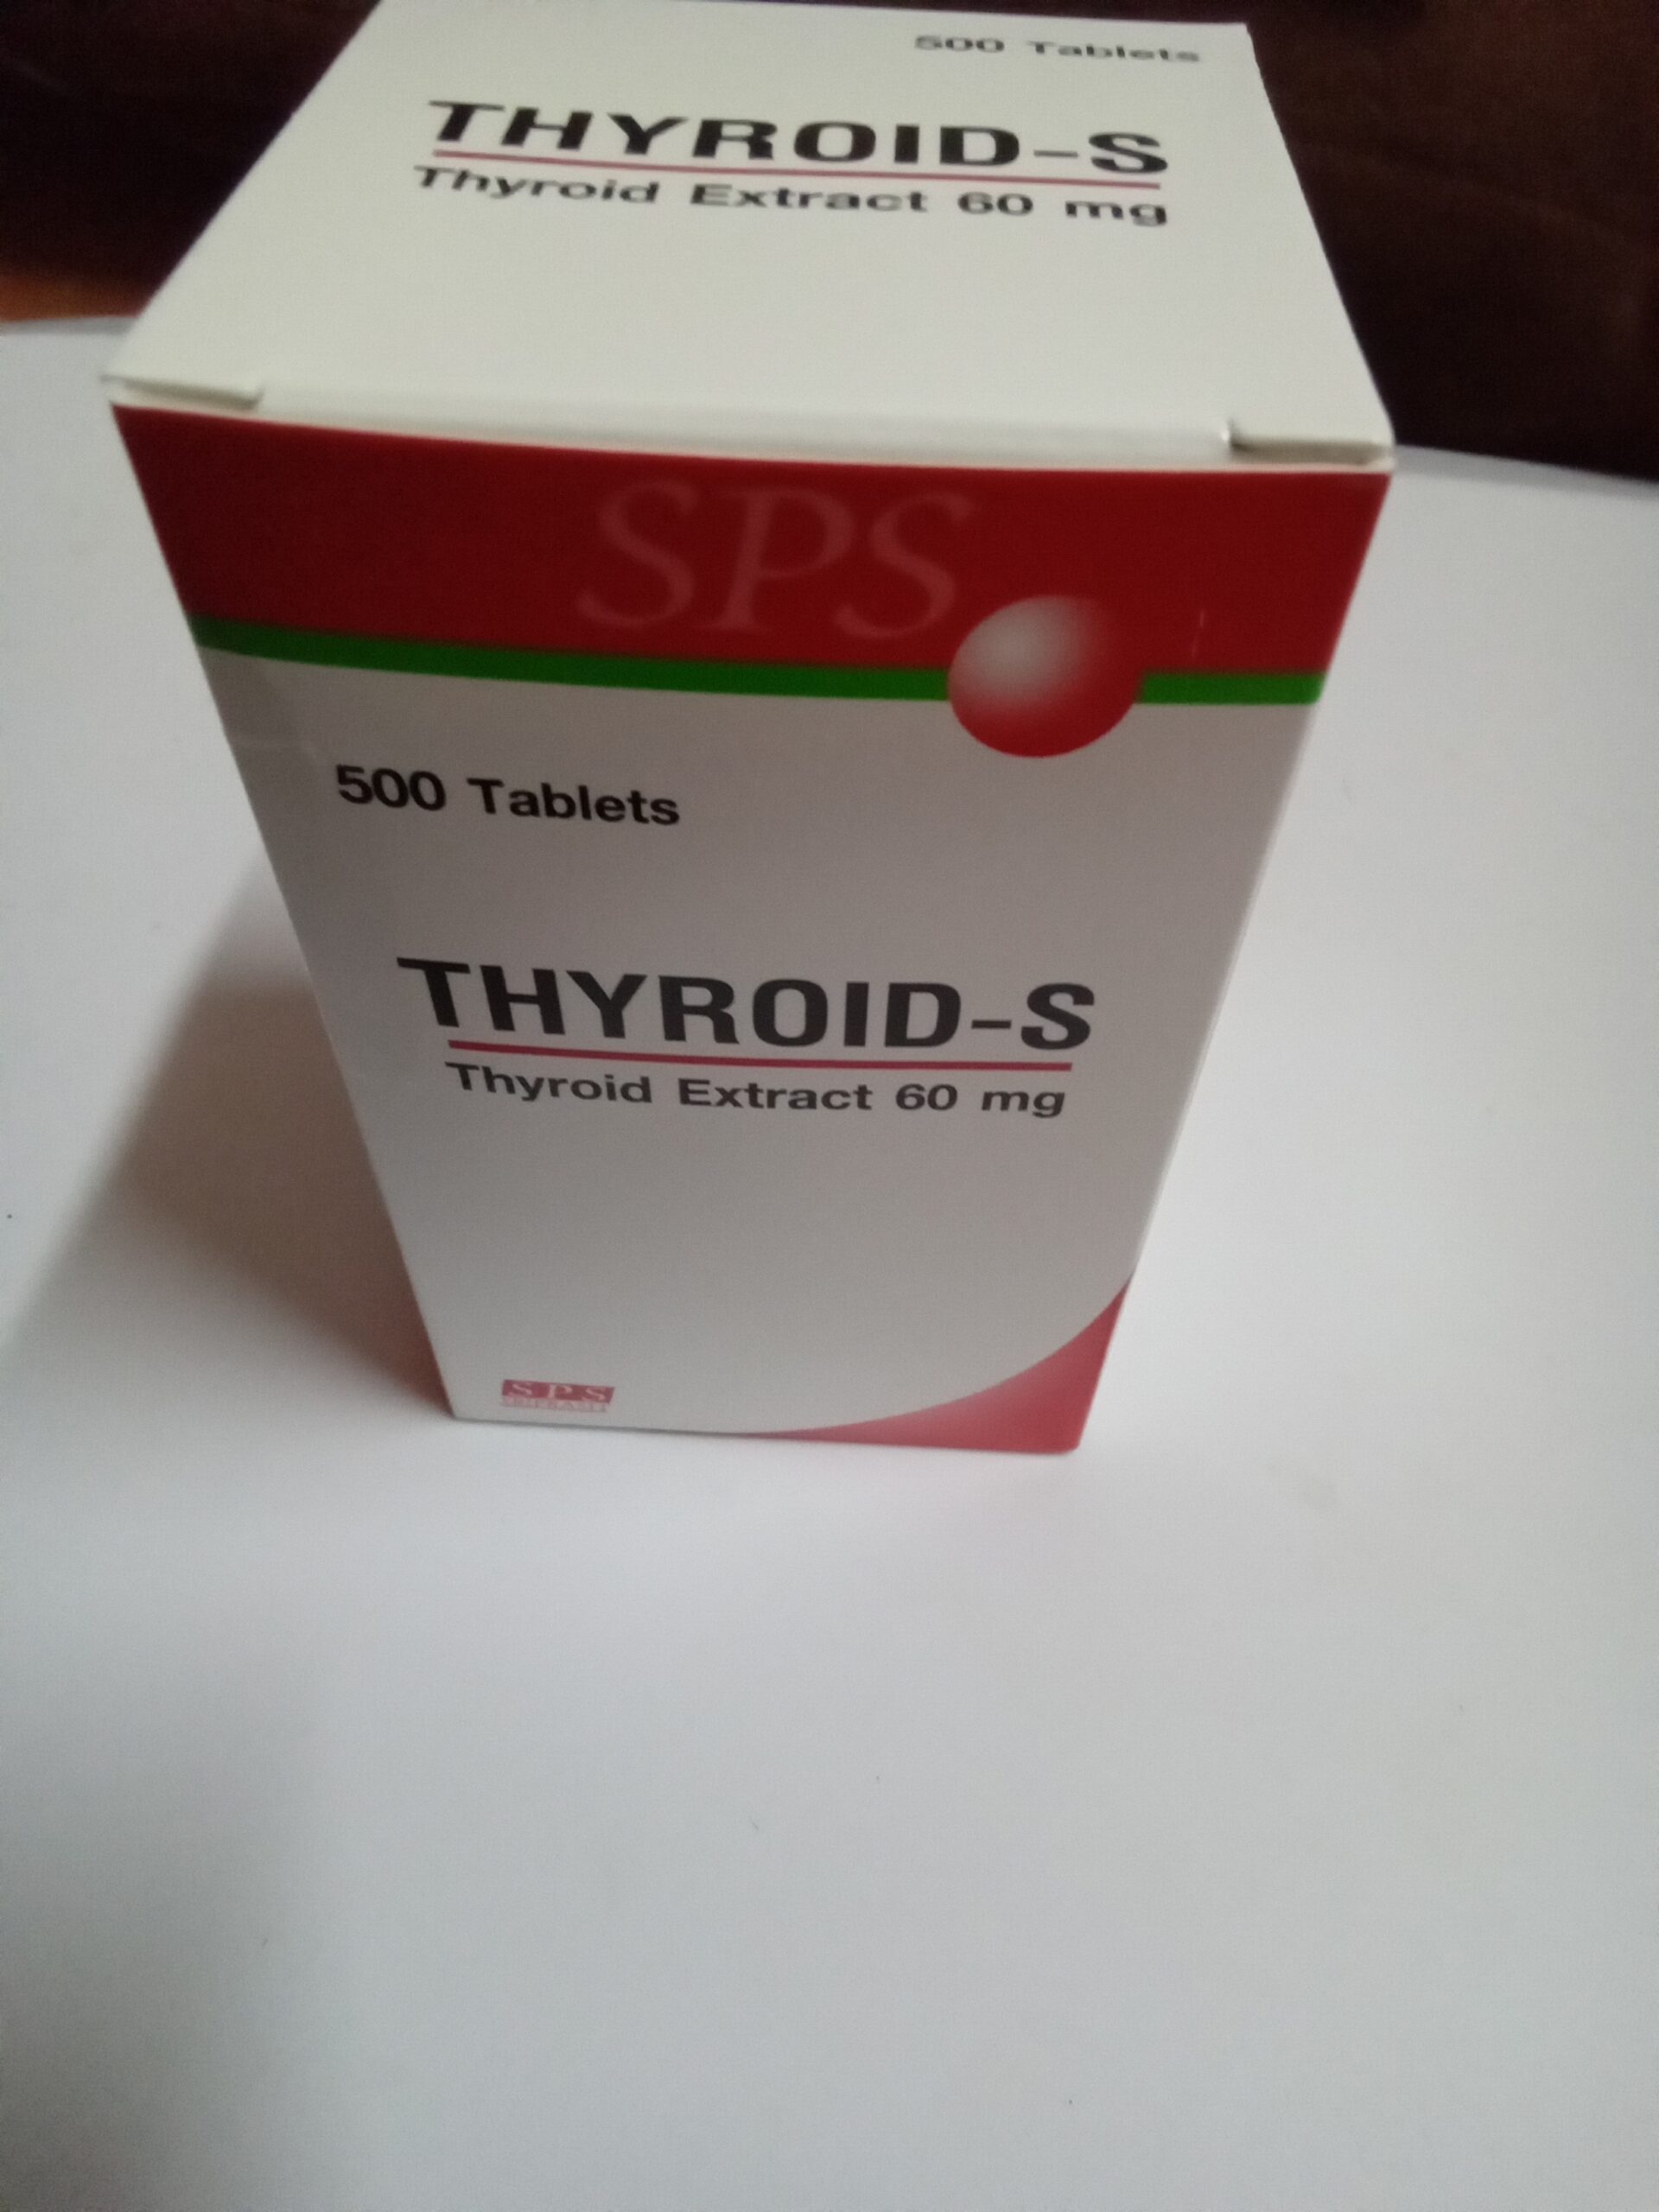 500 Tablets
THYROID-S
Thyroid Extract 60 mg
SPS
500 Tablets
THYROID-S
Thyroid Extract 60 mg
SPS